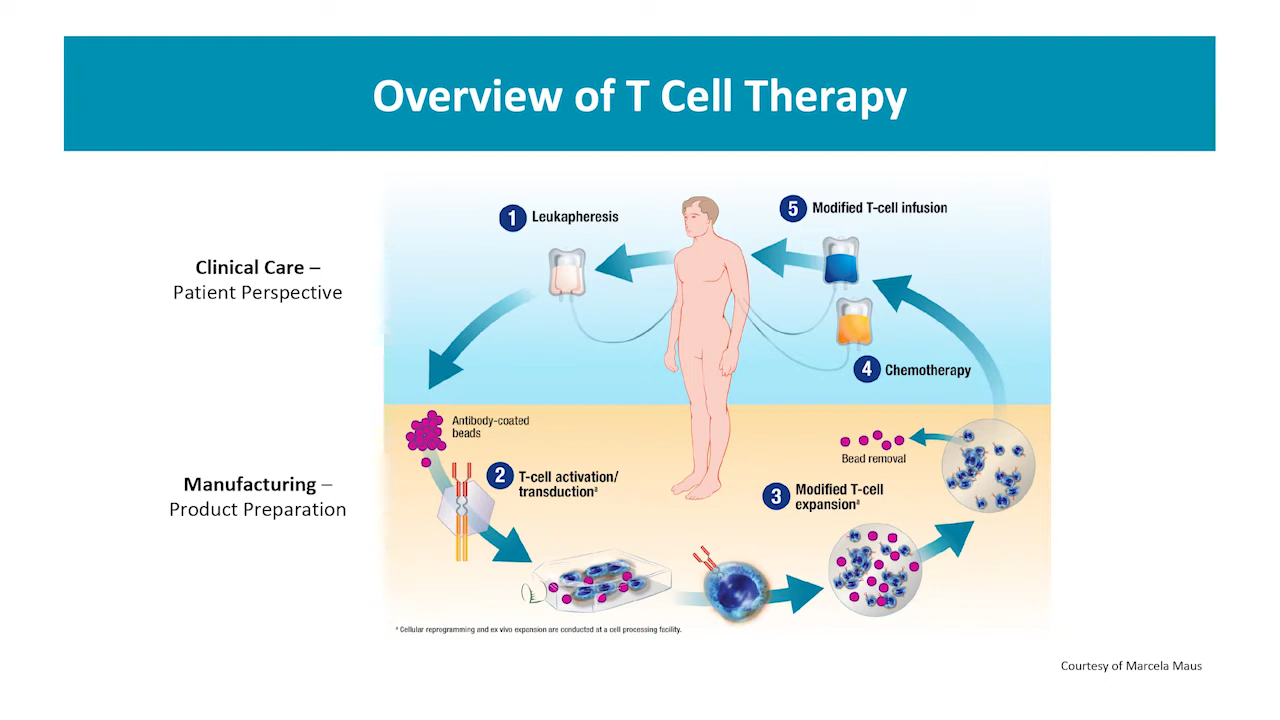 Overview of T Cell Therapy
Clinical Care –
Patient Perspective
Manufacturing –
Product Preparation
1 Leukapheresis
5 Modified T-cell infusion
4 Chemotherapy
Antibody-coated
beads
2 T-cell activation/
transductionª
Bead removal
3 Modified T-cell
expansionª
ª Cellular reprogramming and ex vivo expansion are conducted at a cell processing facility.
Courtesy of Marcela Maus